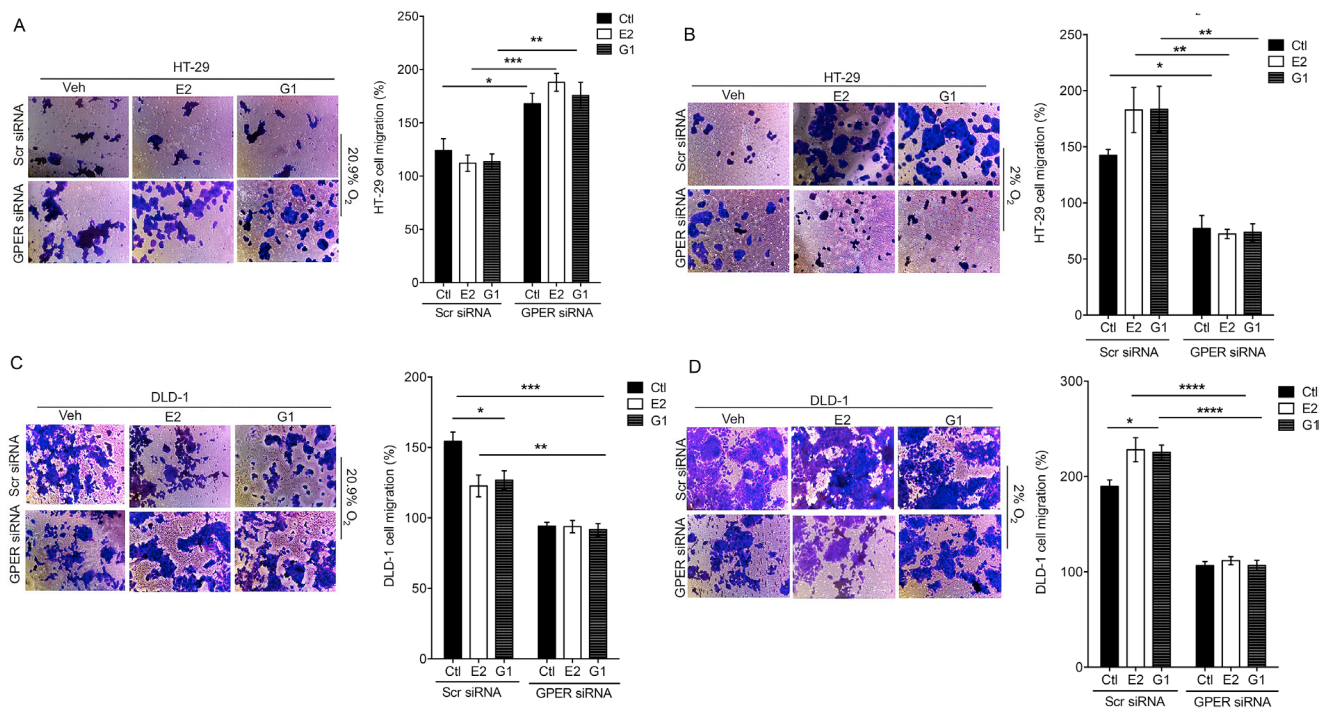 A
HT-29
Veh
E2
G1
Scr siRNA
GPER siRNA
20.9% O2
HT-29 cell migration (%)
250
200
150
100
50
0
*
***
**
Ctl
E2
G1
Ctl E2 G1
Ctl E2 G1
Scr siRNA
GPER siRNA
B
HT-29
Veh
E2
G1
Scr siRNA
GPER siRNA
2% O2
HT-29 cell migration (%)
250
200
150
100
50
0
*
**
**
Ctl
E2
G1
Ctl E2 G1
Ctl E2 G1
Scr siRNA
GPER siRNA
C
DLD-1
Veh
E2
G1
Scr siRNA
GPER siRNA
20.9% O2
DLD-1 cell migration (%)
200
150
100
50
0
***
*
**
Ctl
E2
G1
Ctl E2 G1
Ctl E2 G1
Scr siRNA
GPER siRNA
D
DLD-1
Veh
E2
G1
Scr siRNA
GPER siRNA
2% O2
DLD-1 cell migration (%)
300
200
100
0
****
*
****
Ctl
E2
G1
Ctl E2 G1
Ctl E2 G1
Scr siRNA
GPER siRNA